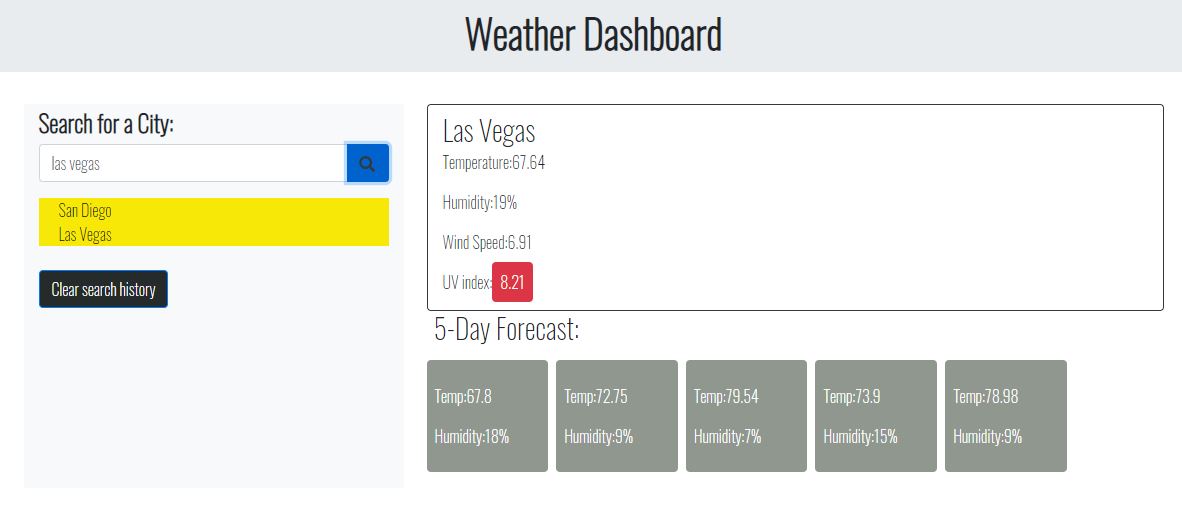 Weather Dashboard
Search for a City:
las vegas
San Diego
Las Vegas
Clear search history
Las Vegas
Temperature:67.64
Humidity:19%
Wind Speed:6.91
UV index:8.21
5-Day Forecast:
Temp:67.8
Humidity:18%
Temp:72.75
Humidity:9%
Temp:79.54
Humidity:7%
Temp:73.9
Humidity:15%
Temp:78.98
Humidity:9%